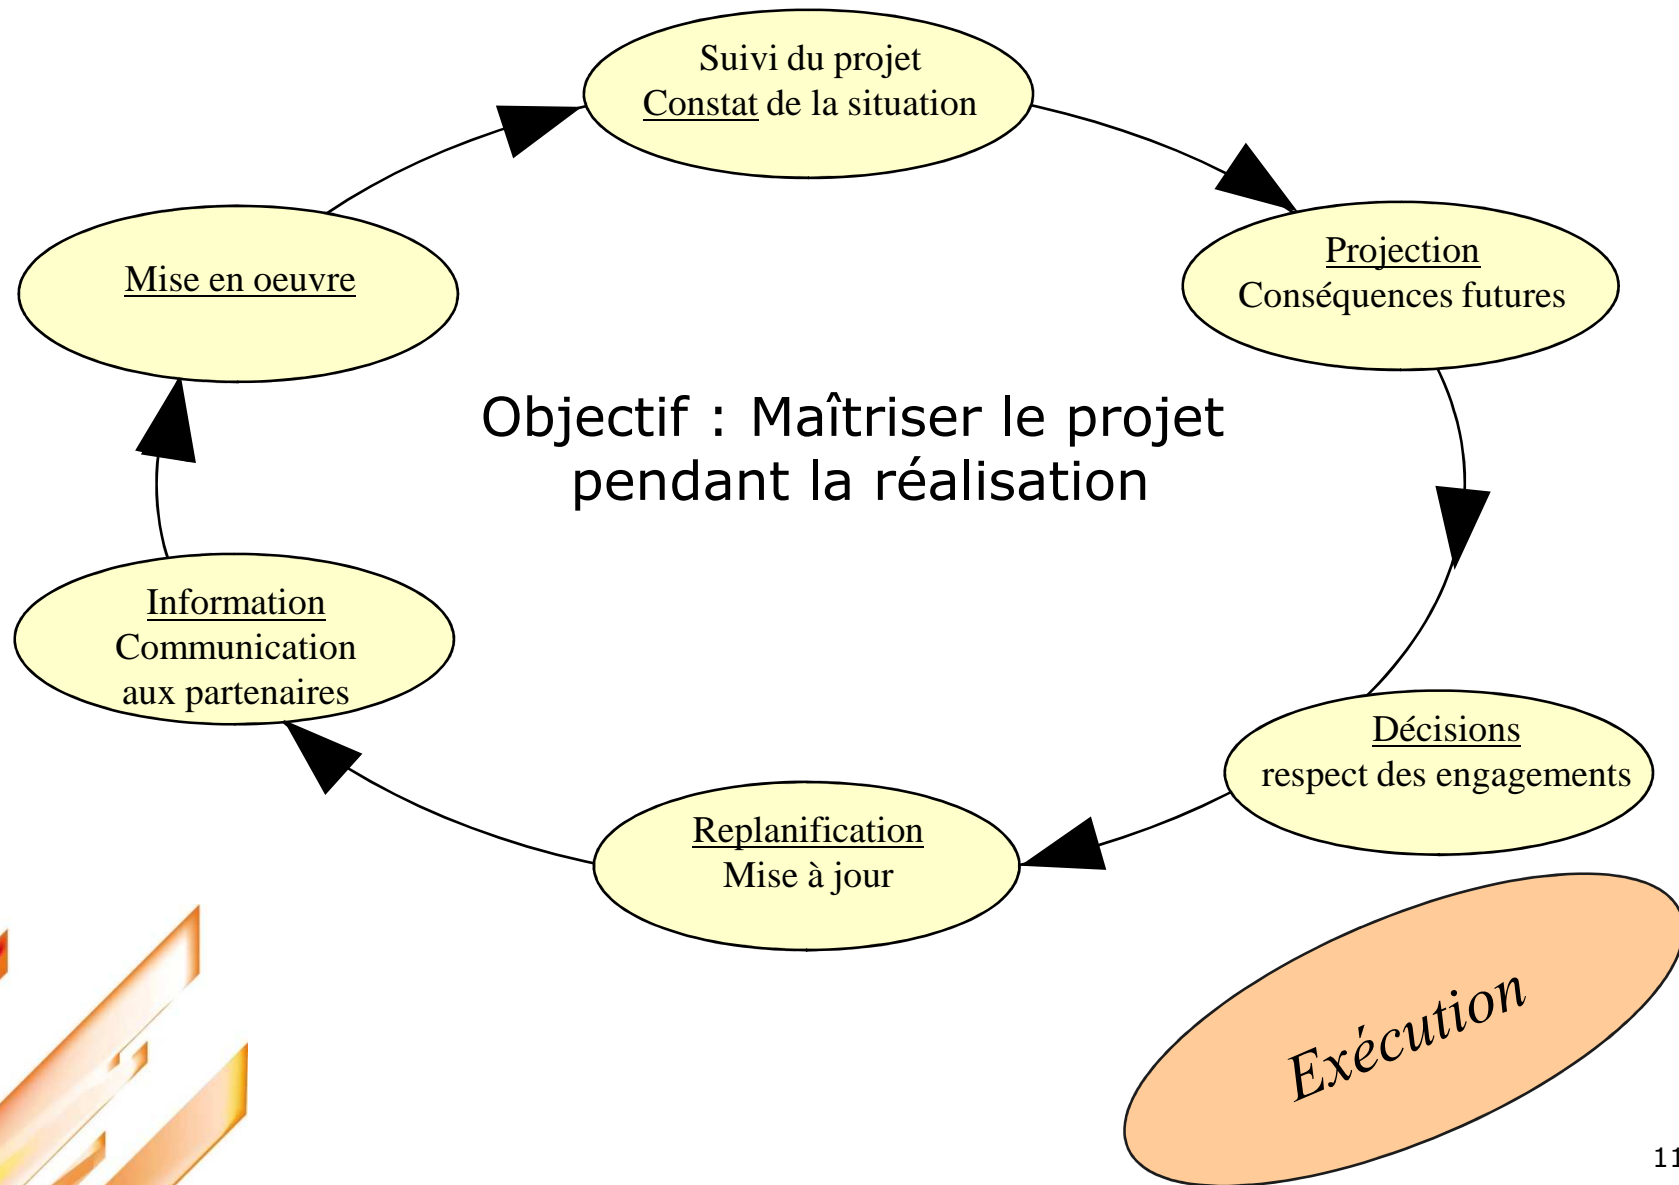 Suivi du projet
Constat de la situation
Projection
Conséquences futures
Mise en oeuvre
Objectif : Maîtriser le projet
pendant la réalisation
Information
Communication
aux partenaires
Décisions
respect des engagements
Replanification
Mise à jour
Exécution
11